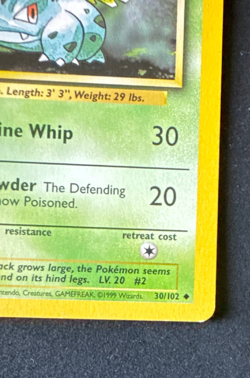 . Length: 3' 3", Weight: 29 lbs.
ine Whip 30
wder The Defending
ow Poisoned. 20
resistance retreat cost
ack grows large, the Pokémon seems
nd on its hind legs. LV. 20 #2
ntendo, Creatures, GAMEFREAK. ©1999 Wizards. 30/102